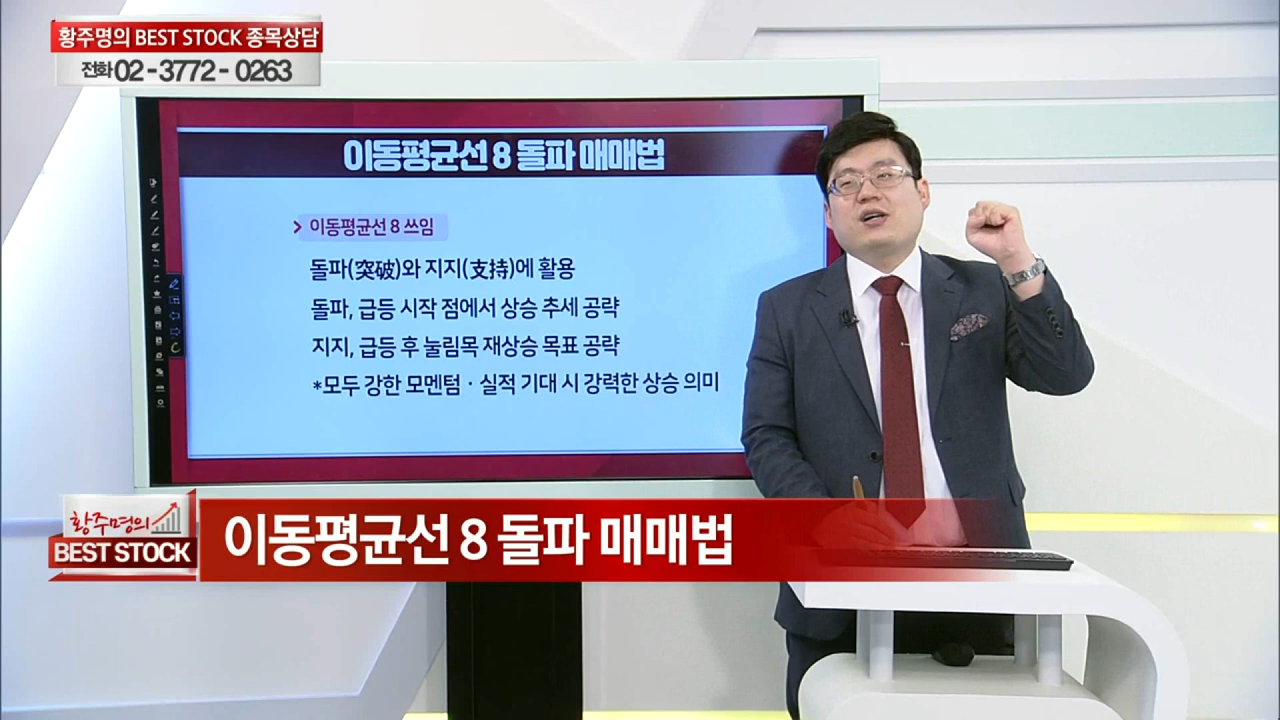 황주명의 BEST STOCK 종목상담
전화 02-3772-0263
이동평균선 8 돌파 매매법
> 이동평균선 8 쓰임
돌파(突破)와 지지(支持)에 활용
돌파, 급등 시작 점에서 상승 추세 공략
지지, 급등 후 눌림목 재상승 목표 공략
*모두 강한 모멘텀 · 실적 기대 시 강력한 상승 의미
황주명의
BEST STOCK
이동평균선 8 돌파 매매법